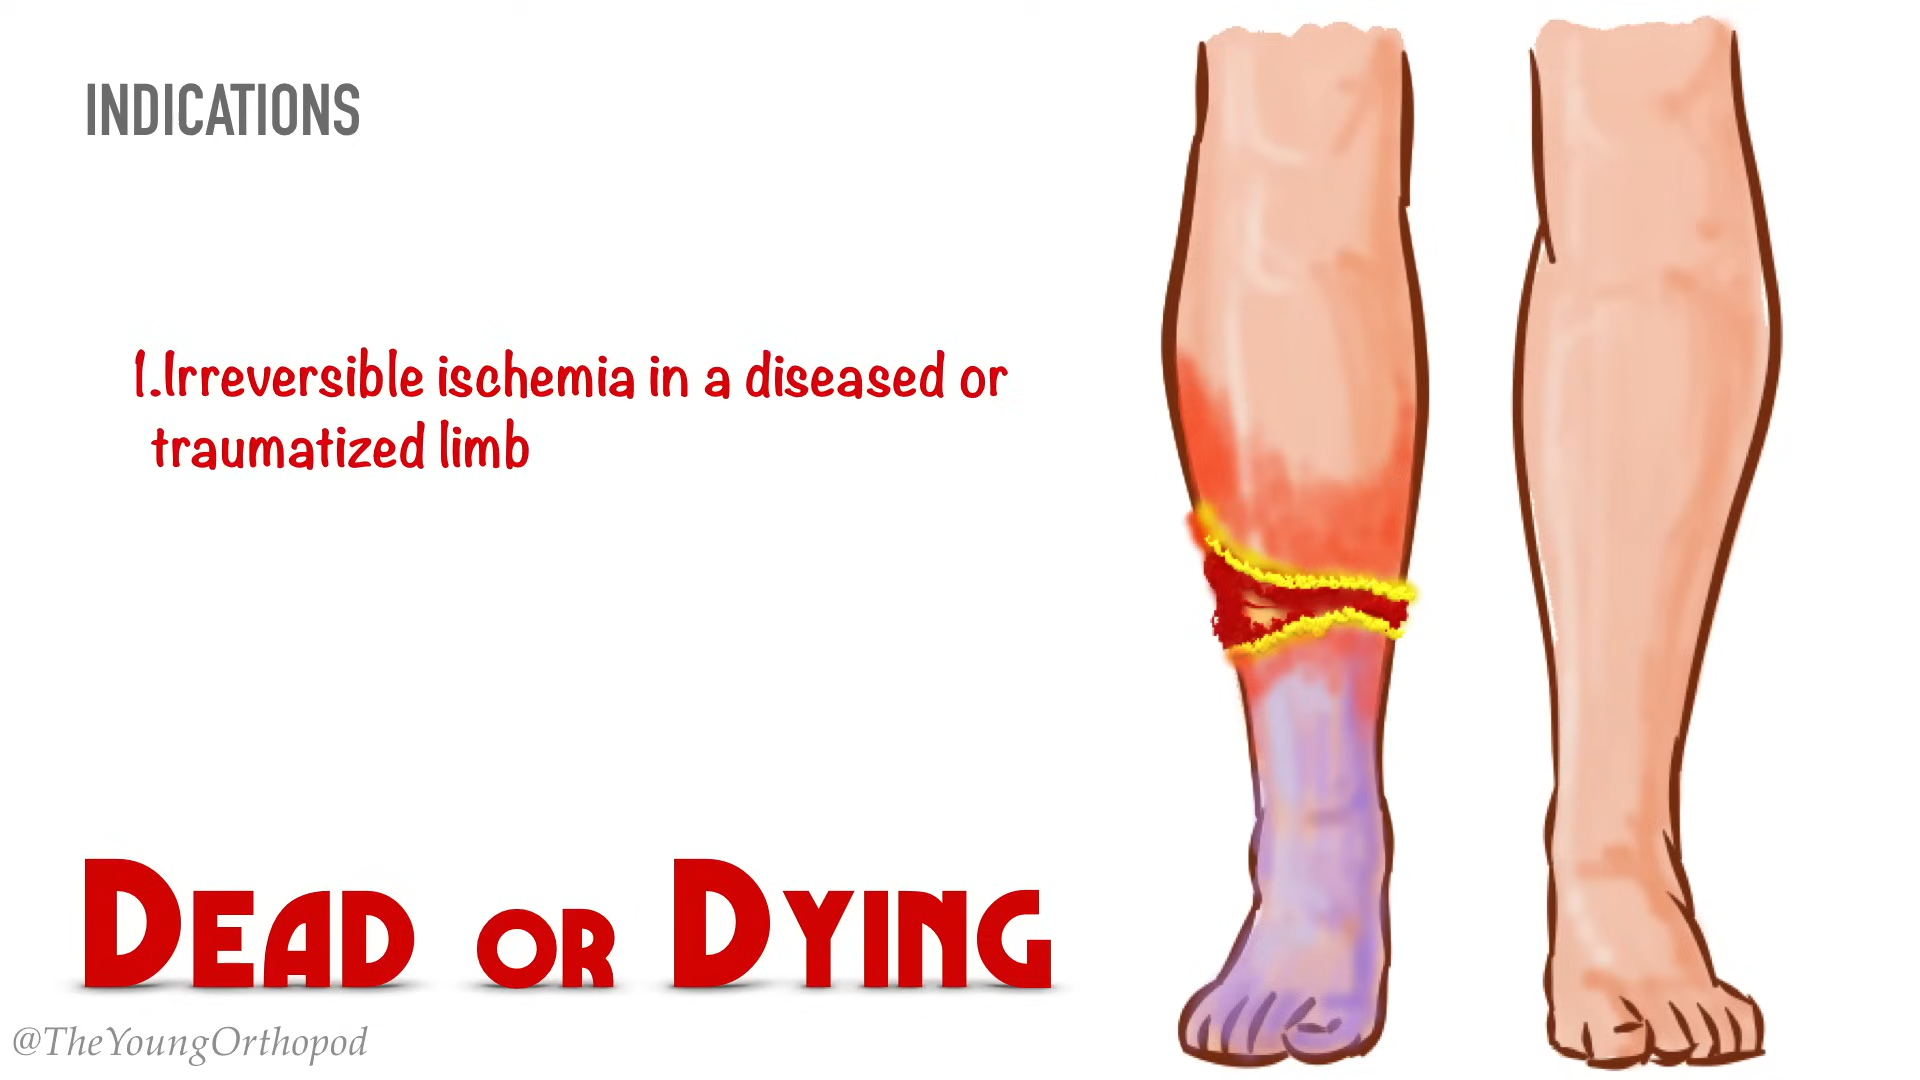 INDICATIONS
1.Irreversible ischemia in a diseased or
traumatized limb
DEAD OR DYING
@TheYoungOrthopod